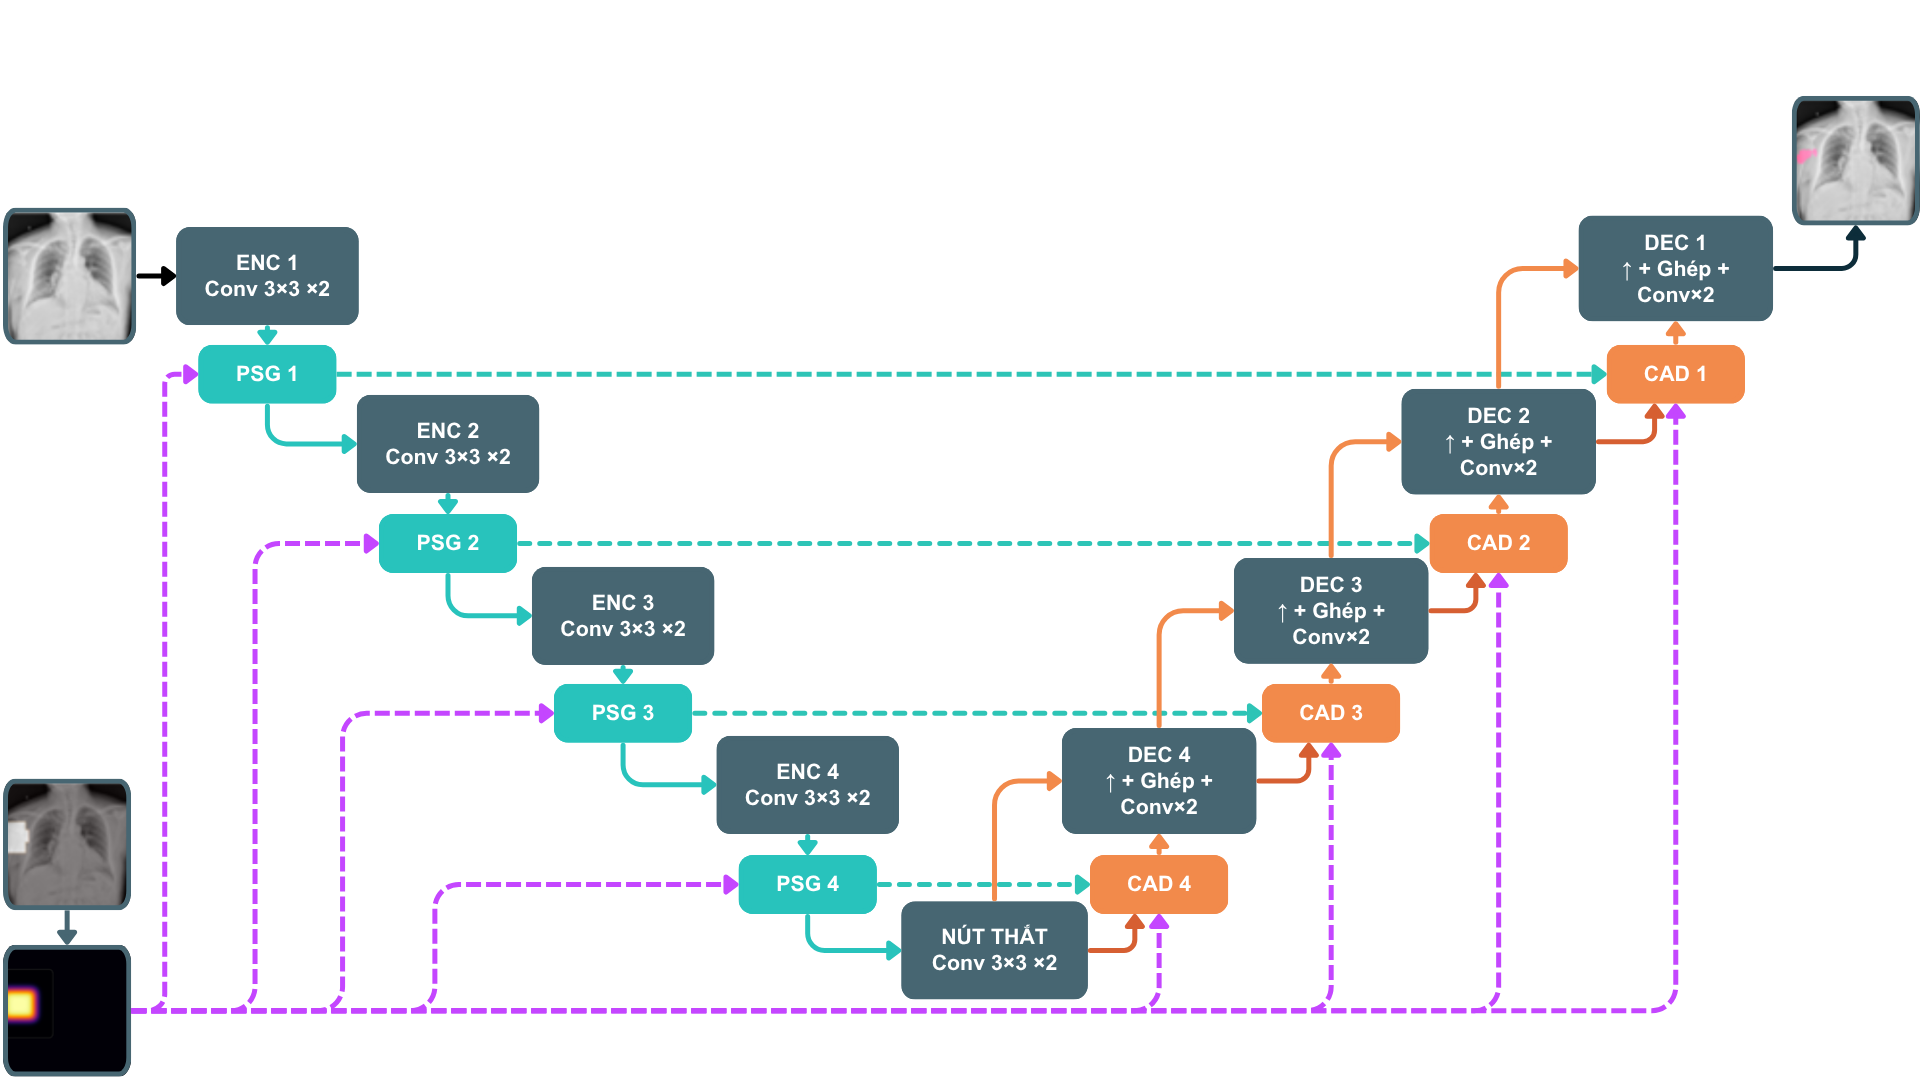 ENC 1
Conv 3×3 ×2
PSG 1
ENC 2
Conv 3×3 ×2
PSG 2
ENC 3
Conv 3×3 ×2
PSG 3
ENC 4
Conv 3×3 ×2
PSG 4
NÚT THẮT
Conv 3×3 ×2
CAD 4
DEC 4
↑ + Ghép +
Conv×2
CAD 3
DEC 3
↑ + Ghép +
Conv×2
CAD 2
DEC 2
↑ + Ghép +
Conv×2
CAD 1
DEC 1
↑ + Ghép +
Conv×2